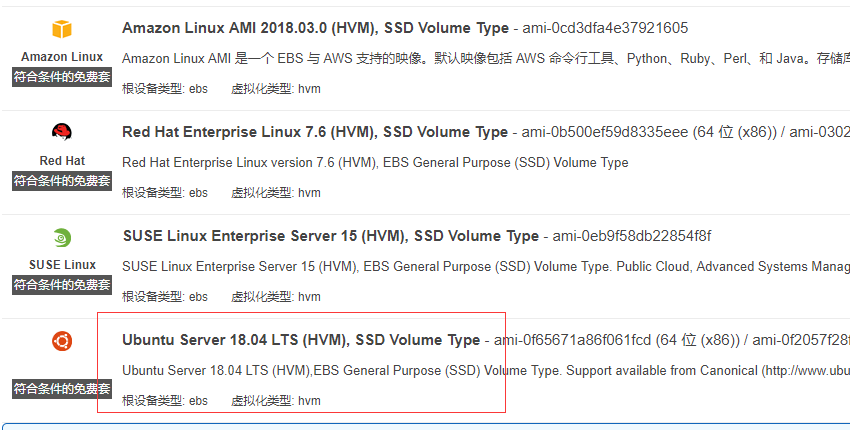 Amazon Linux AMI 2018.03.0 (HVM), SSD Volume Type - ami-0cd3dfa4e37921605
Amazon Linux
符合条件的免费套
Amazon Linux AMI 是一个 EBS 与 AWS 支持的映像。默认映像包括 AWS 命令行工具、Python、Ruby、Perl、和 Java。存储库
根设备类型: ebs 虚拟化类型: hvm
Red Hat Enterprise Linux 7.6 (HVM), SSD Volume Type - ami-0b500ef59d8335eee (64 位 (x86)) / ami-0302
Red Hat
符合条件的免费套
Red Hat Enterprise Linux version 7.6 (HVM), EBS General Purpose (SSD) Volume Type
根设备类型: ebs 虚拟化类型: hvm
SUSE Linux Enterprise Server 15 (HVM), SSD Volume Type - ami-0eb9f58db22854f8f
SUSE Linux
符合条件的免费套
SUSE Linux Enterprise Server 15 (HVM), EBS General Purpose (SSD) Volume Type. Public Cloud, Advanced Systems Manag
根设备类型: ebs 虚拟化类型: hvm
Ubuntu Server 18.04 LTS (HVM), SSD Volume Type - ami-0f65671a86f061fcd (64 位 (x86)) / ami-0f2057f28f
符合条件的免费套
Ubuntu Server 18.04 LTS (HVM),EBS General Purpose (SSD) Volume Type. Support available from Canonical (http://www.ubu
根设备类型: ebs 虚拟化类型: hvm